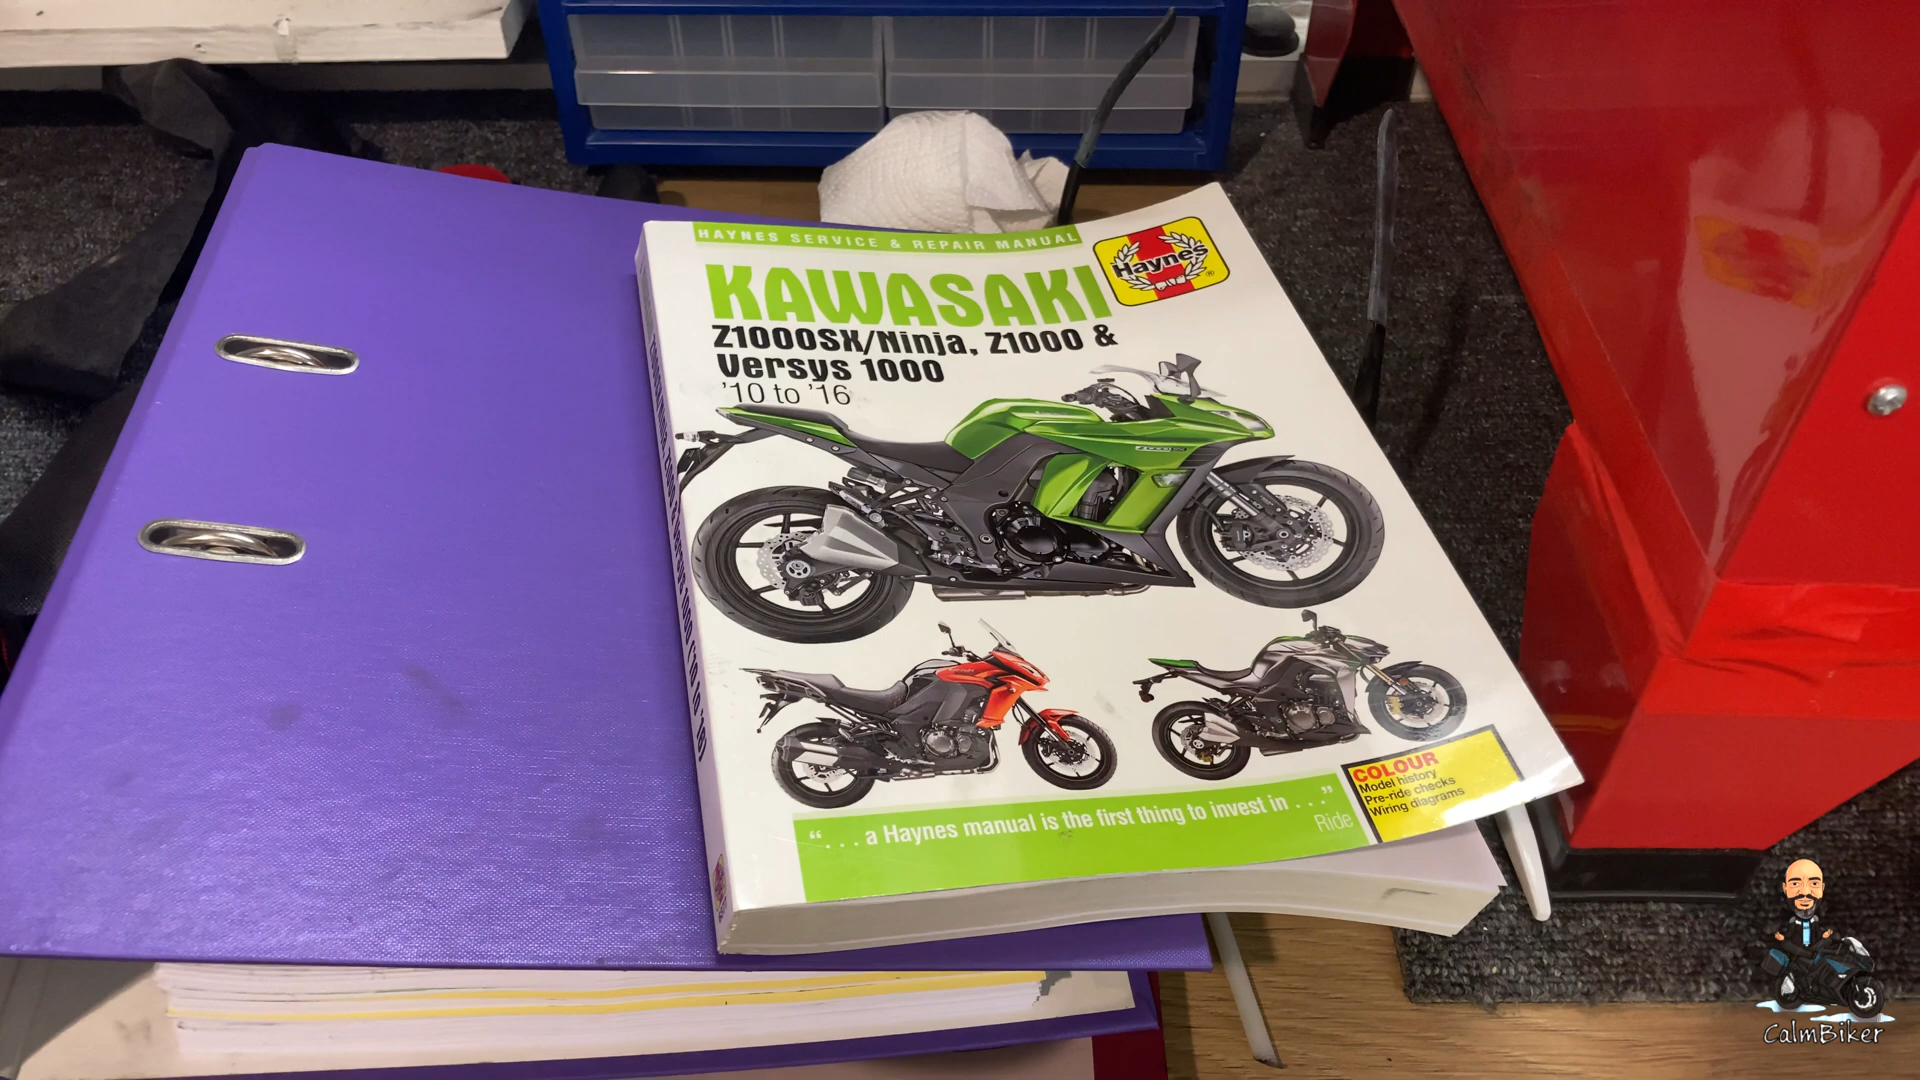 HAYNES SERVICE & REPAIR MANUAL
Haynes®
KAWASAKI
Z1000SX/Ninja, Z1000 &
Versys 1000
'10 to '16
“. . . a Haynes manual is the first thing to invest in . . .”
Ride
COLOUR
Model history
Pre-ride checks
Wiring diagrams
CalmBiker